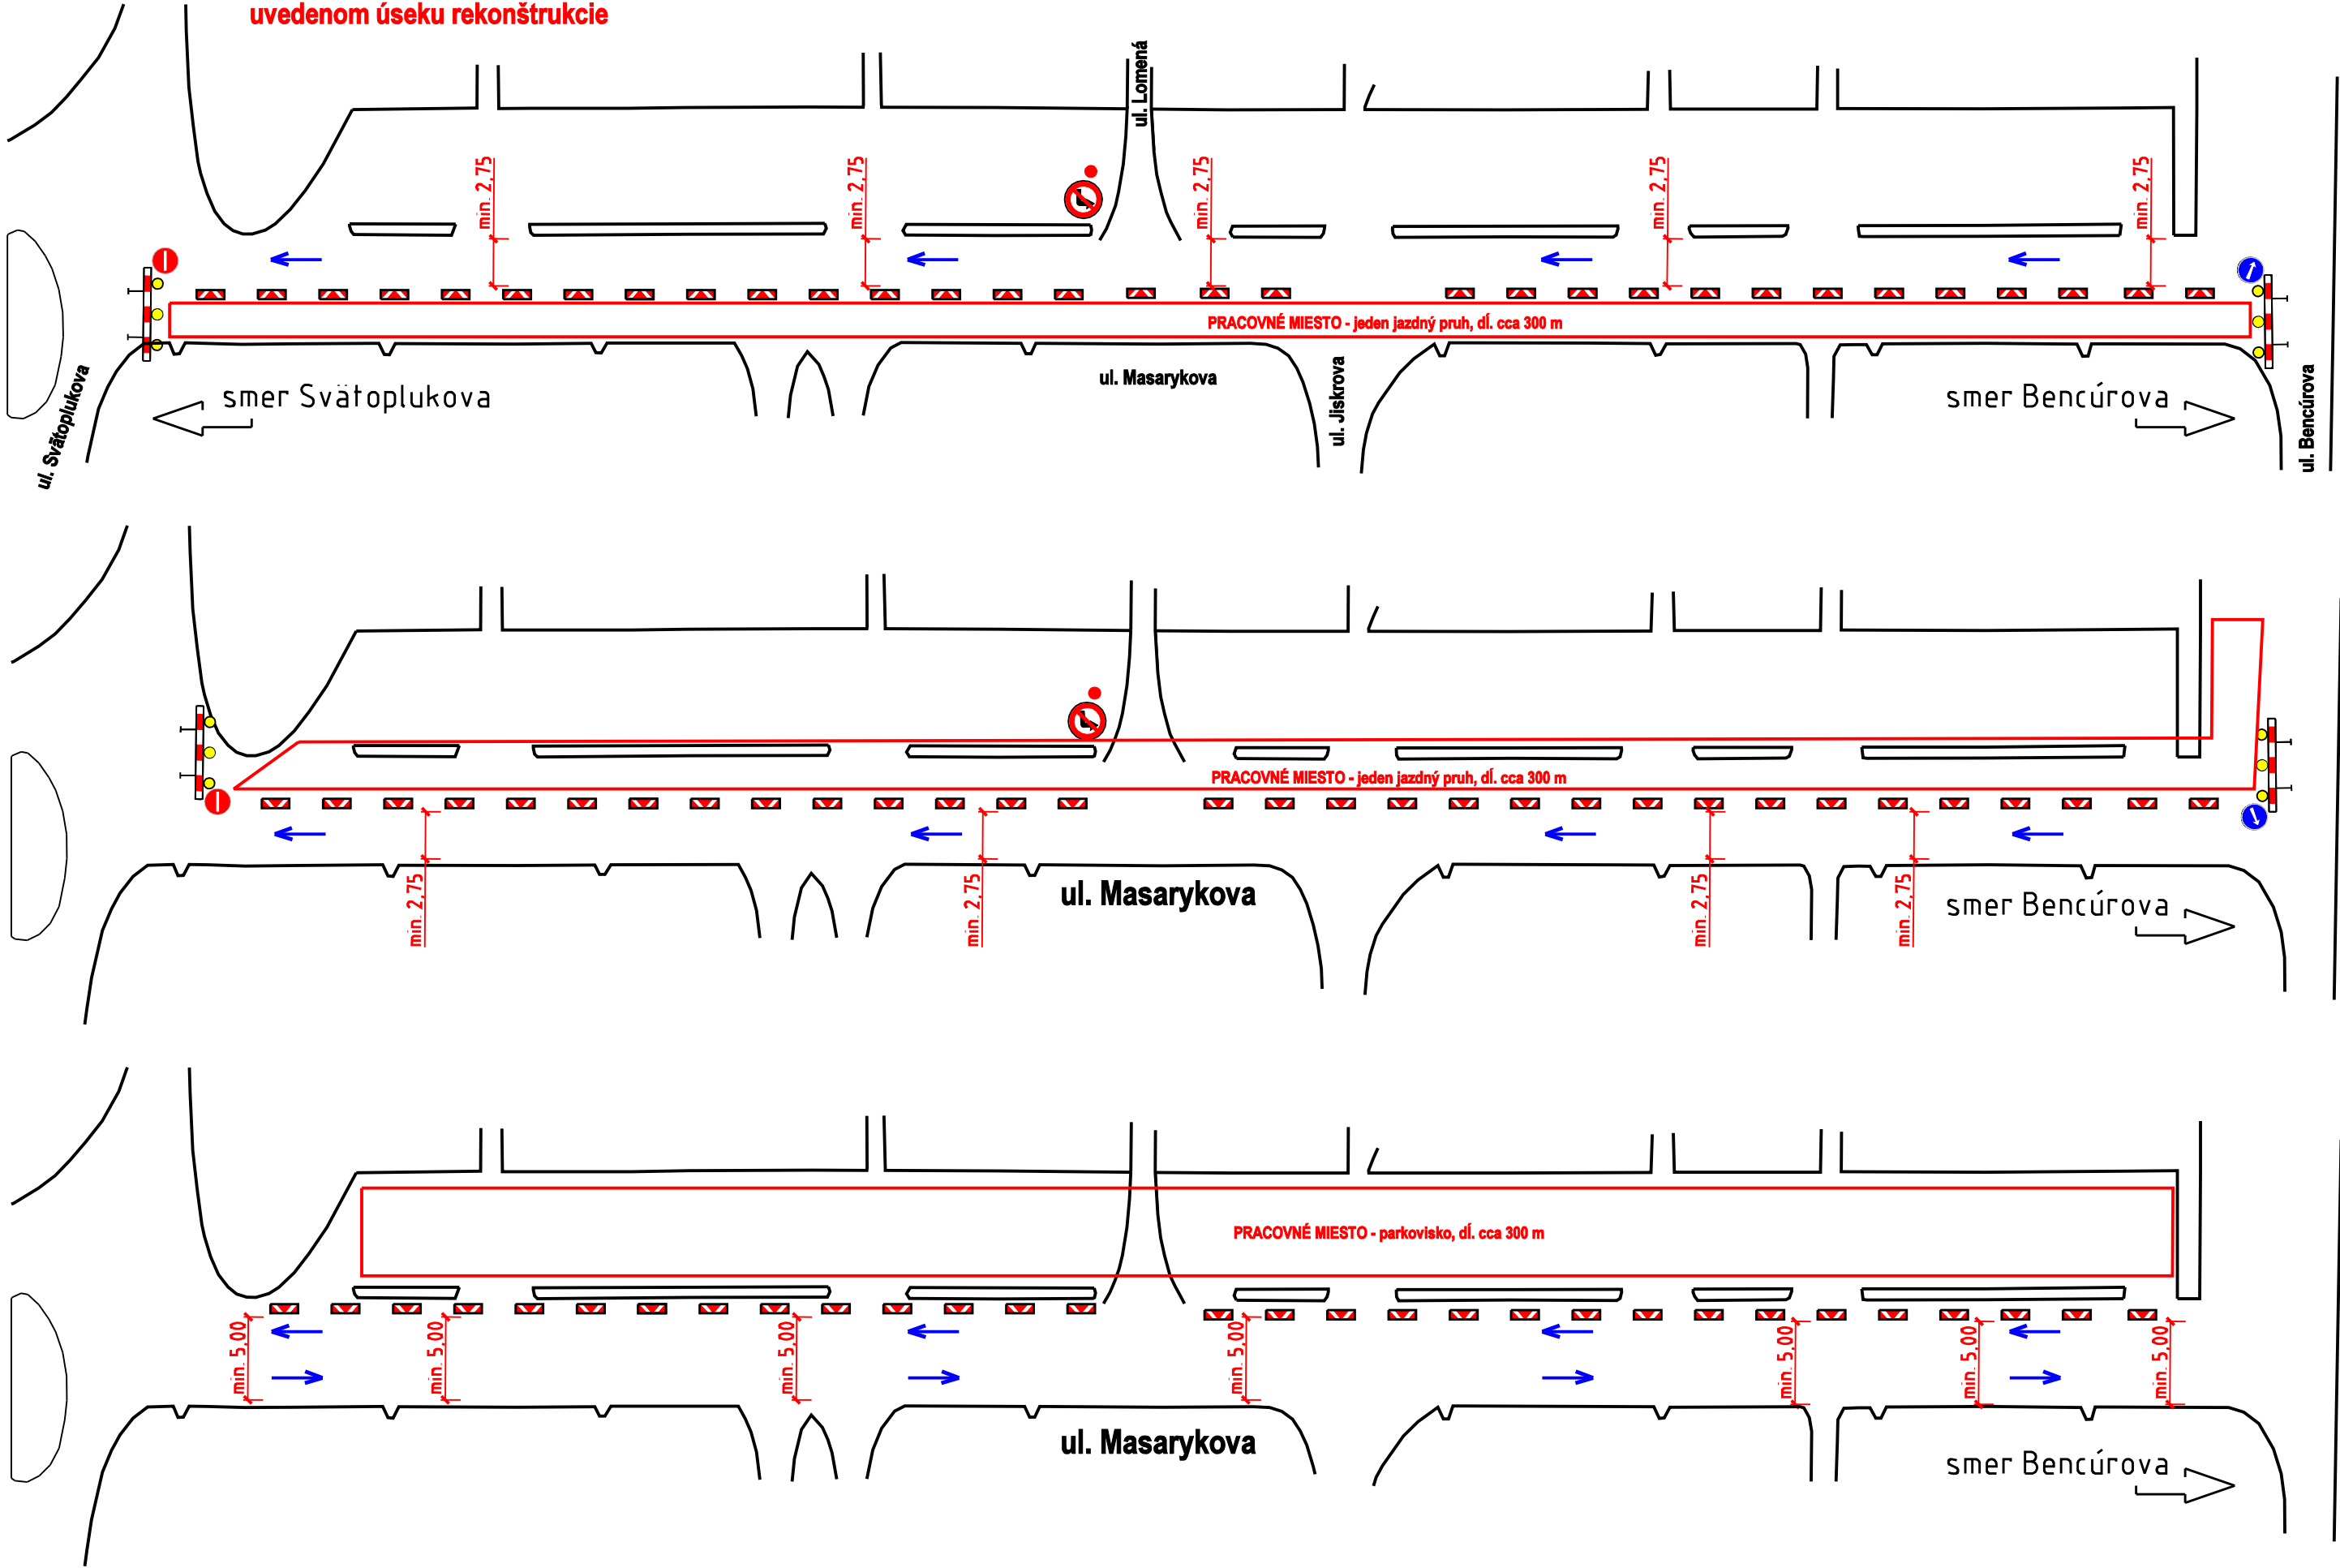 uvedenom úseku rekonštrukcie
ul. Lomená
min. 2,75
min. 2,75
min. 2,75
min. 2,75
min. 2,75
PRACOVNÉ MIESTO - jeden jazdný pruh, dĺ. cca 300 m
ul. Svätoplukova
smer Svätoplukova
ul. Masarykova
ul. Jiskrova
smer Bencúrova
ul. Bencúrova
PRACOVNÉ MIESTO - jeden jazdný pruh, dĺ. cca 300 m
min. 2,75
min. 2,75
min. 2,75
min. 2,75
ul. Masarykova
smer Bencúrova
PRACOVNÉ MIESTO - parkovisko, dĺ. cca 300 m
min. 5,00
min. 5,00
min. 5,00
min. 5,00
min. 5,00
min. 5,00
min. 5,00
ul. Masarykova
smer Bencúrova